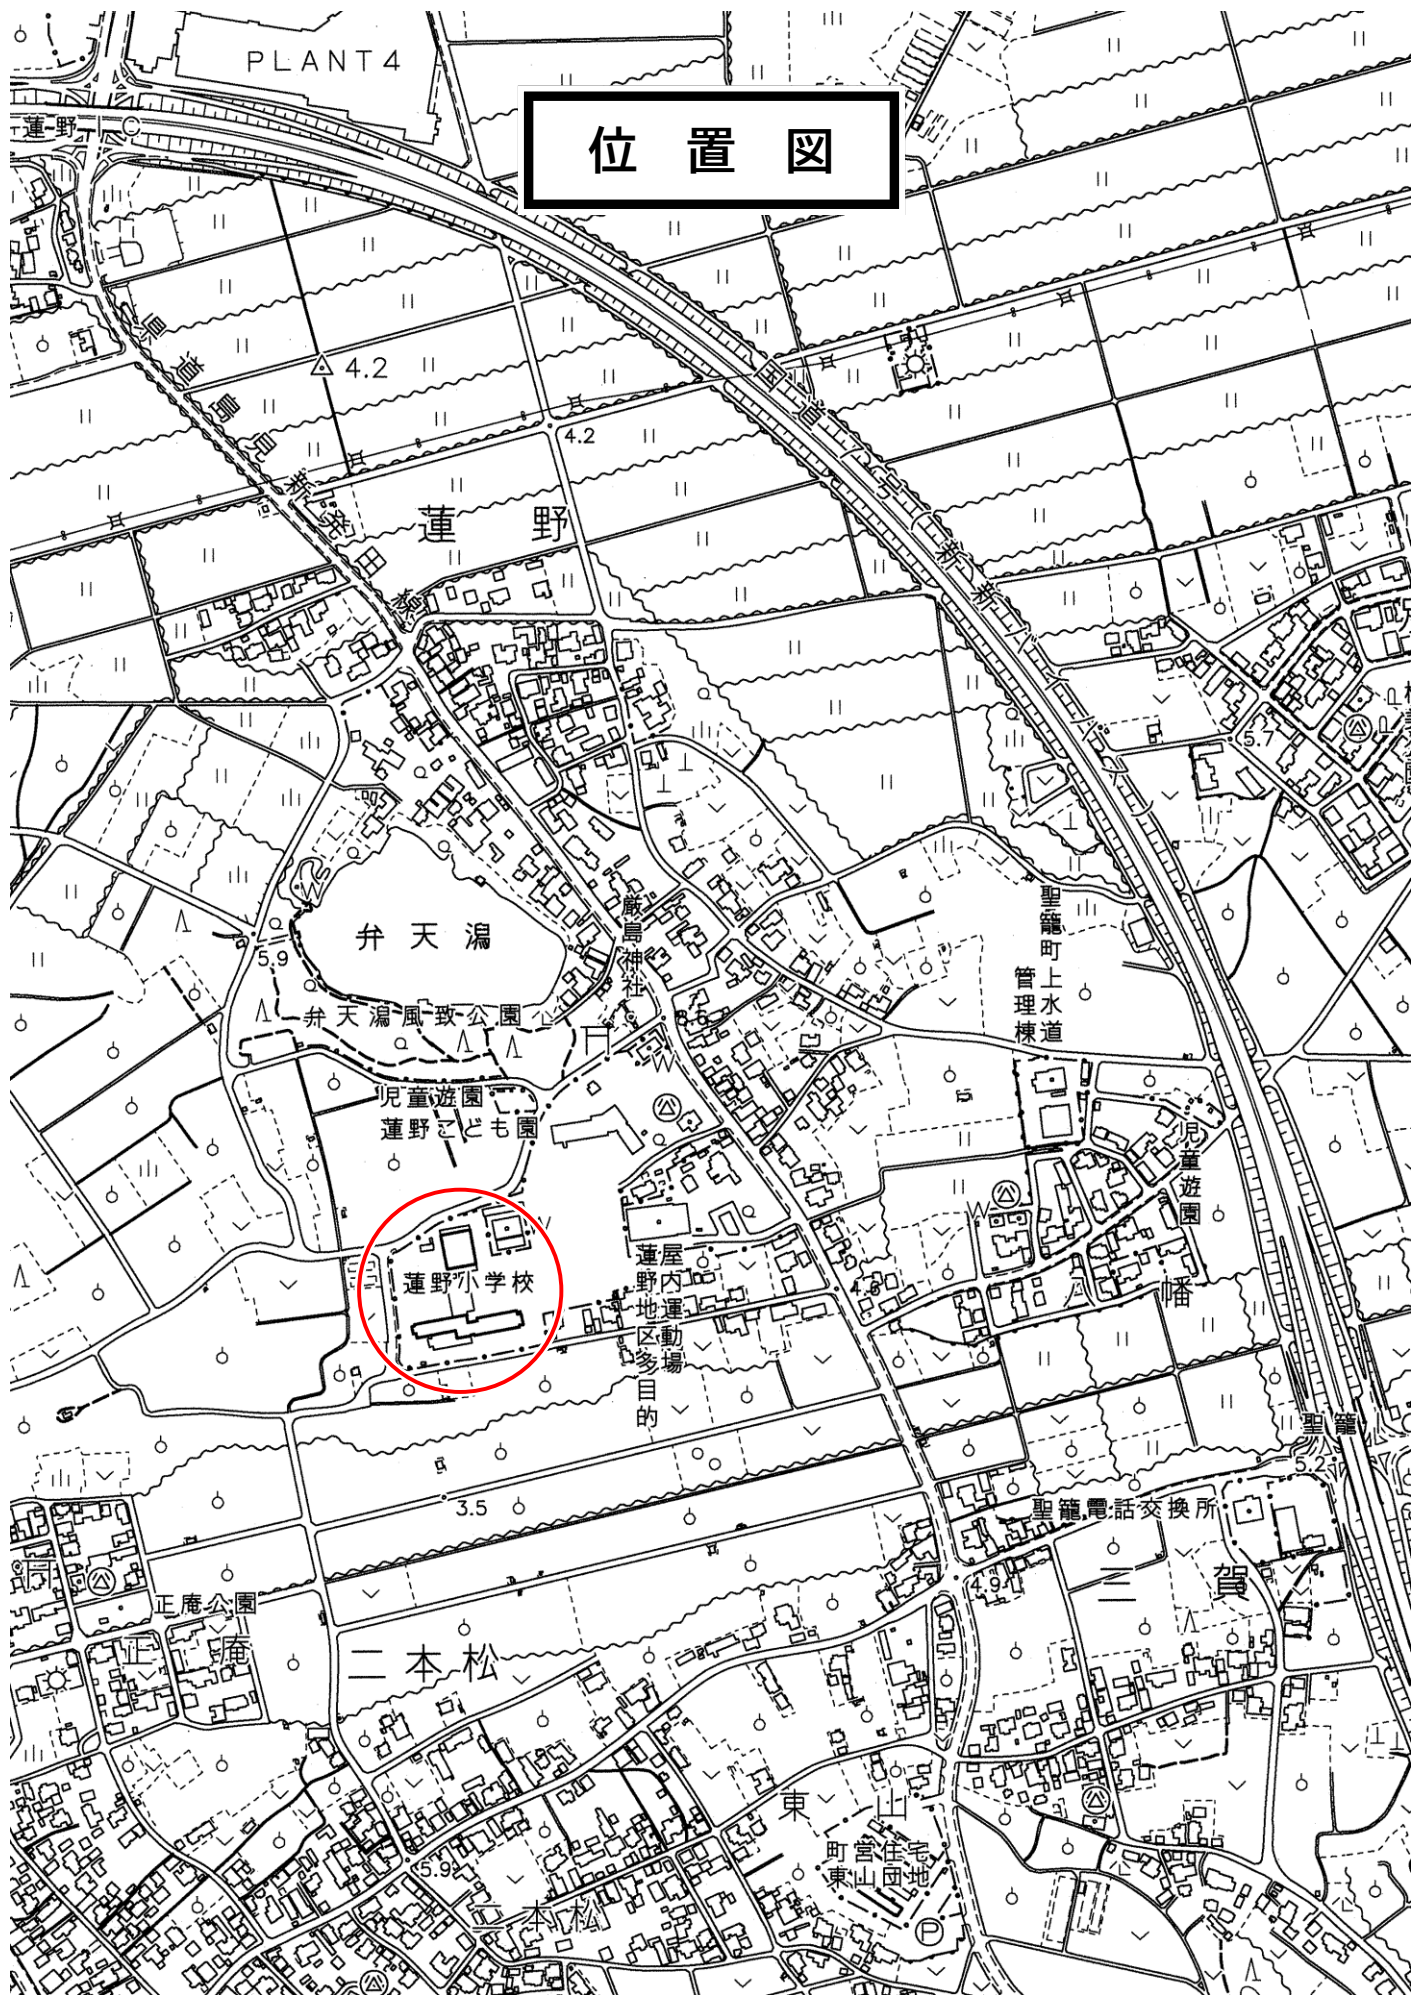 PLANT4
位置図
蓮野IC
県道島見新発田線
4.2
国道7号新新バイパス
4.2
蓮野
5.7
弁天潟
厳島神社
聖籠町上水道
管理棟
5.9
弁天潟風致公園
8.6
児童遊園
蓮野こども園
児童遊園
蓮野小学校
屋内運動場
蓮野地区多目的
4.8
八幡
聖籠IC
5.2
3.5
聖籠電話交換所
4.9
三賀
正庵公園
正庵
二本松
東山
町営住宅
東山団地
5.9
二本松
P